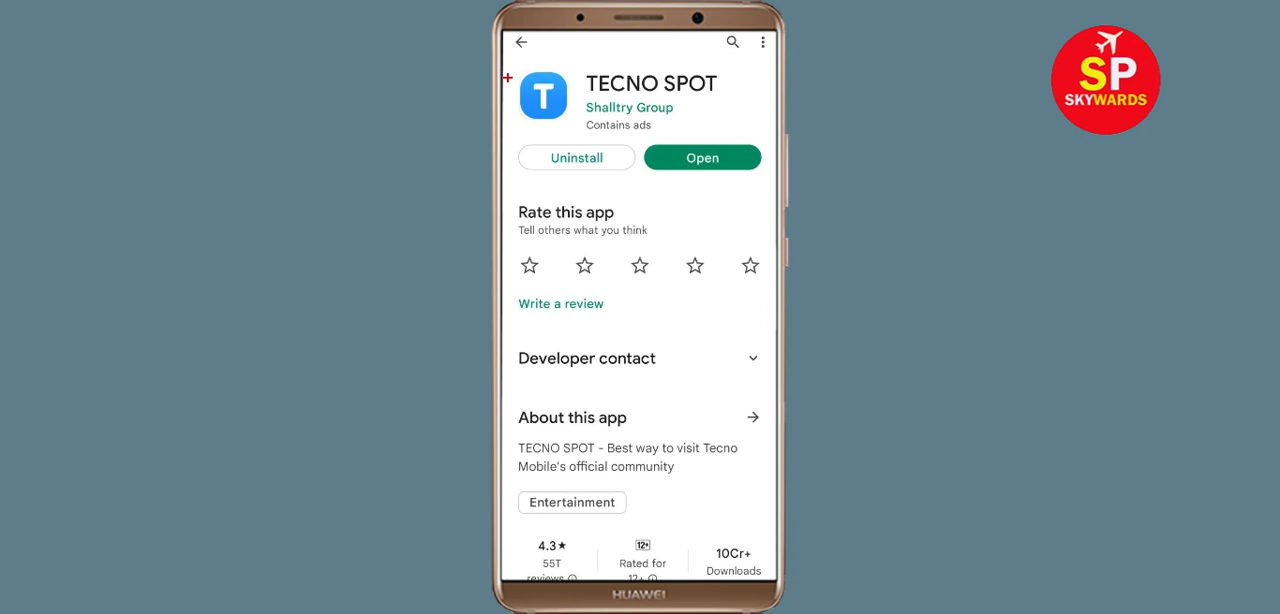 TECNO SPOT
Shalltry Group
Contains ads
Uninstall
Open
Rate this app
Tell others what you think
Write a review
Developer contact
About this app
TECNO SPOT - Best way to visit Tecno
Mobile's official community
Entertainment
4.3★
12+
10Cr+
55T
Rated for
Downloads
reviews
12+
HUAWEI
SP
SKYWARDS